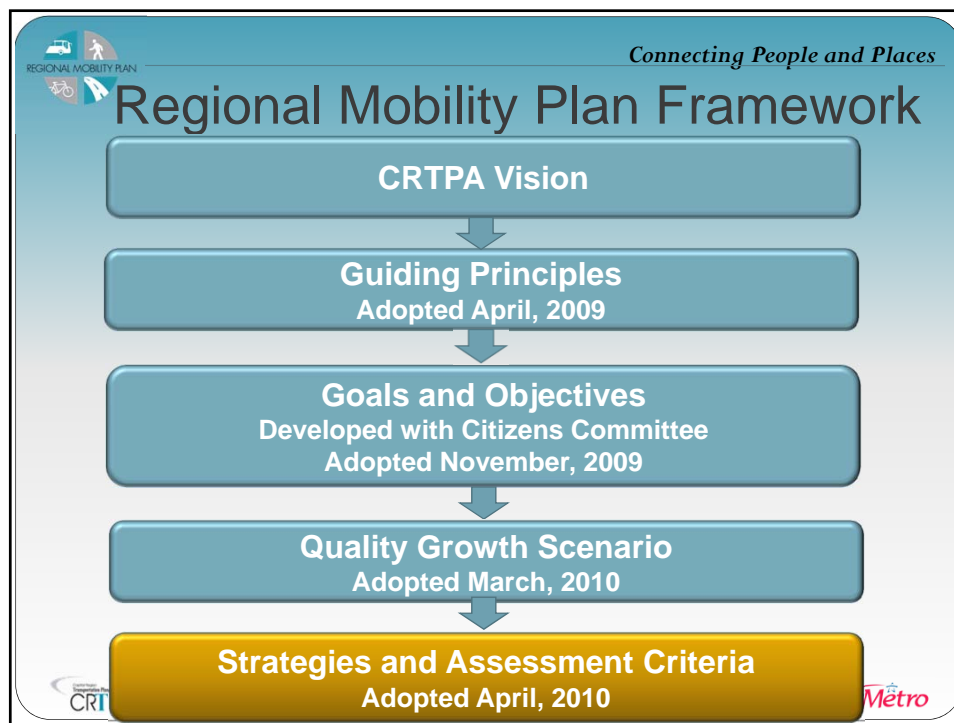 Connecting People and Places
REGIONAL MOBILITY PLAN
Regional Mobility Plan Framework
CRTPA Vision
Guiding Principles
Adopted April, 2009
Goals and Objectives
Developed with Citizens Committee
Adopted November, 2009
Quality Growth Scenario
Adopted March, 2010
Strategies and Assessment Criteria
Adopted April, 2010
CRT
Metro